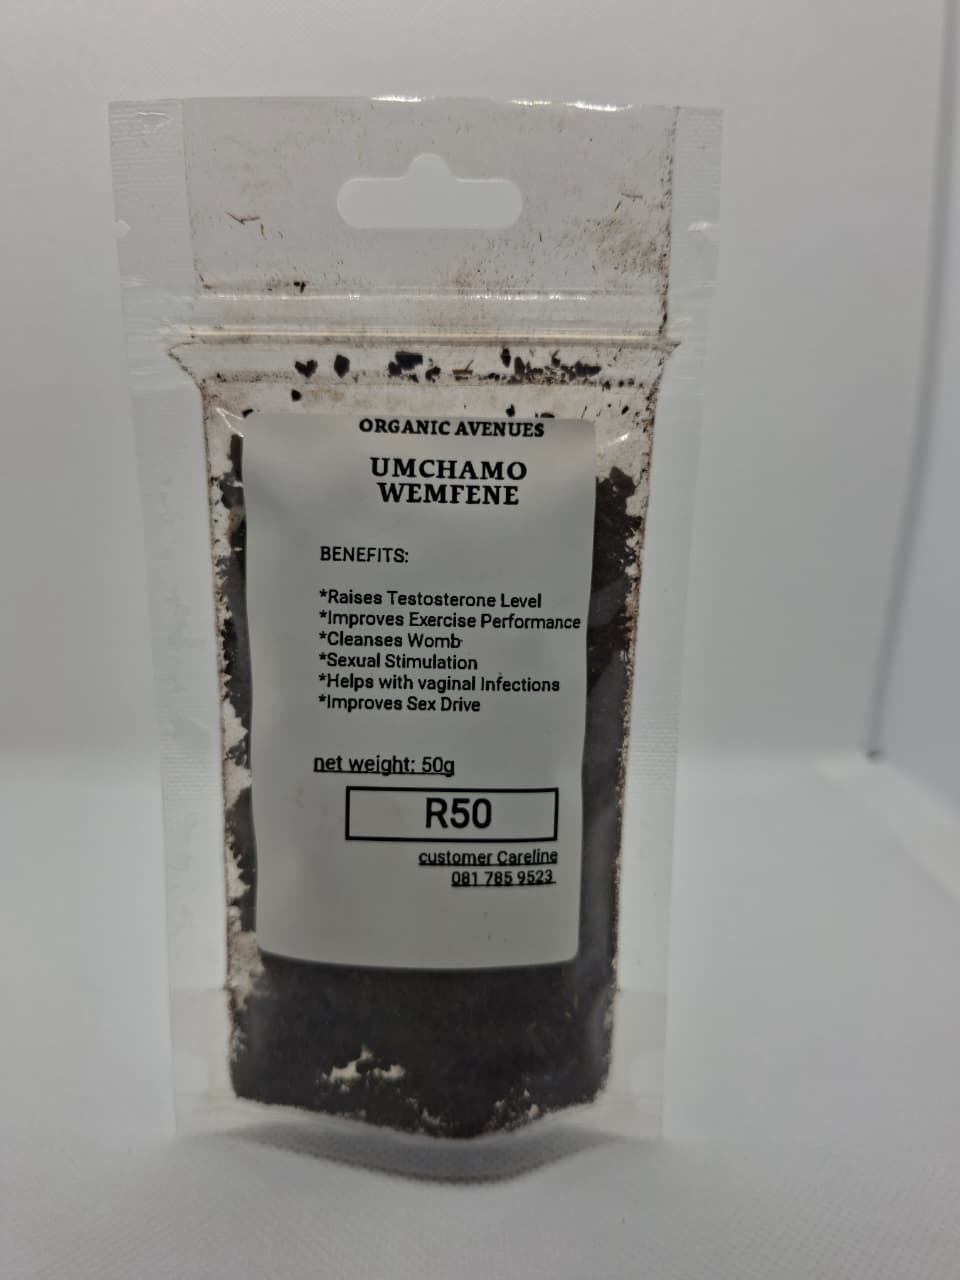 ORGANIC AVENUES
UMCHAMO
WEMFENE
BENEFITS:
*Raises Testosterone Level
*Improves Exercise Performance
*Cleanses Womb
*Sexual Stimulation
*Helps with vaginal Infections
*Improves Sex Drive
net weight: 50g
R50
customer Careline
081 785 9523